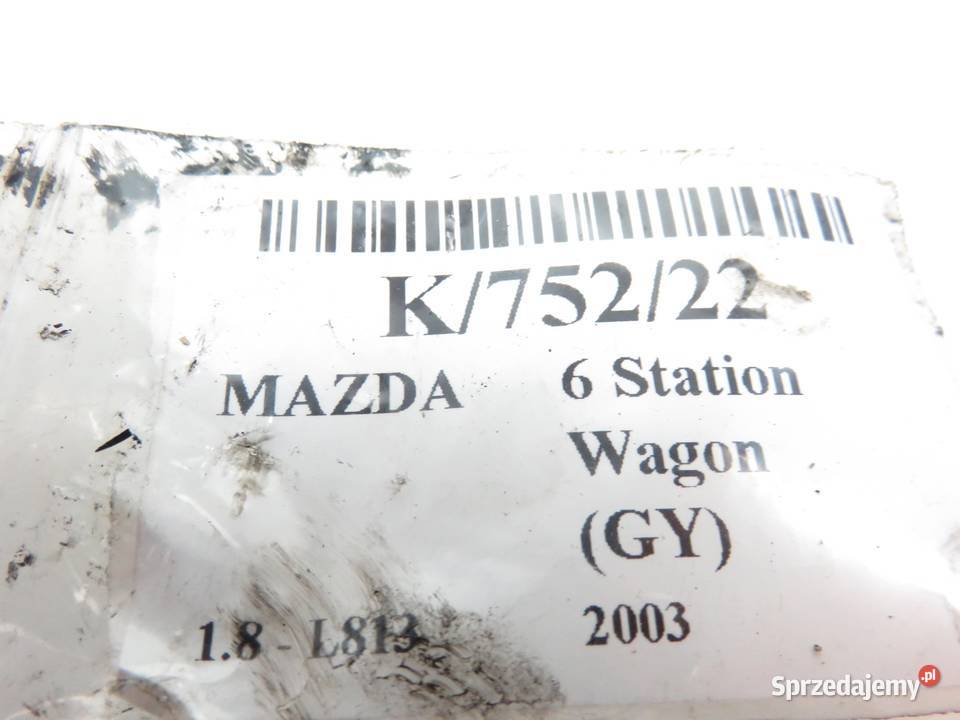 K/752/22
MAZDA 6 Station
Wagon
(GY)
1.8 - L813 2003
Sprzedajemy.pl